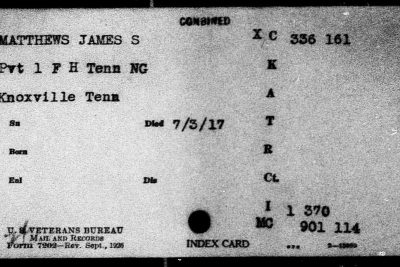 COMBINED
MATTHEWS JAMES S X C 336 161
Pvt 1 F H Tenn NG K
Knoxville Tenn A
Sn Died 7/3/17 T
Born R
Enl Dis Ct.
I 1 370
U. S. VETERANS BUREAU MC 901 114
MAIL AND RECORDS
Form 7202—Rev. Sept., 1926 INDEX CARD